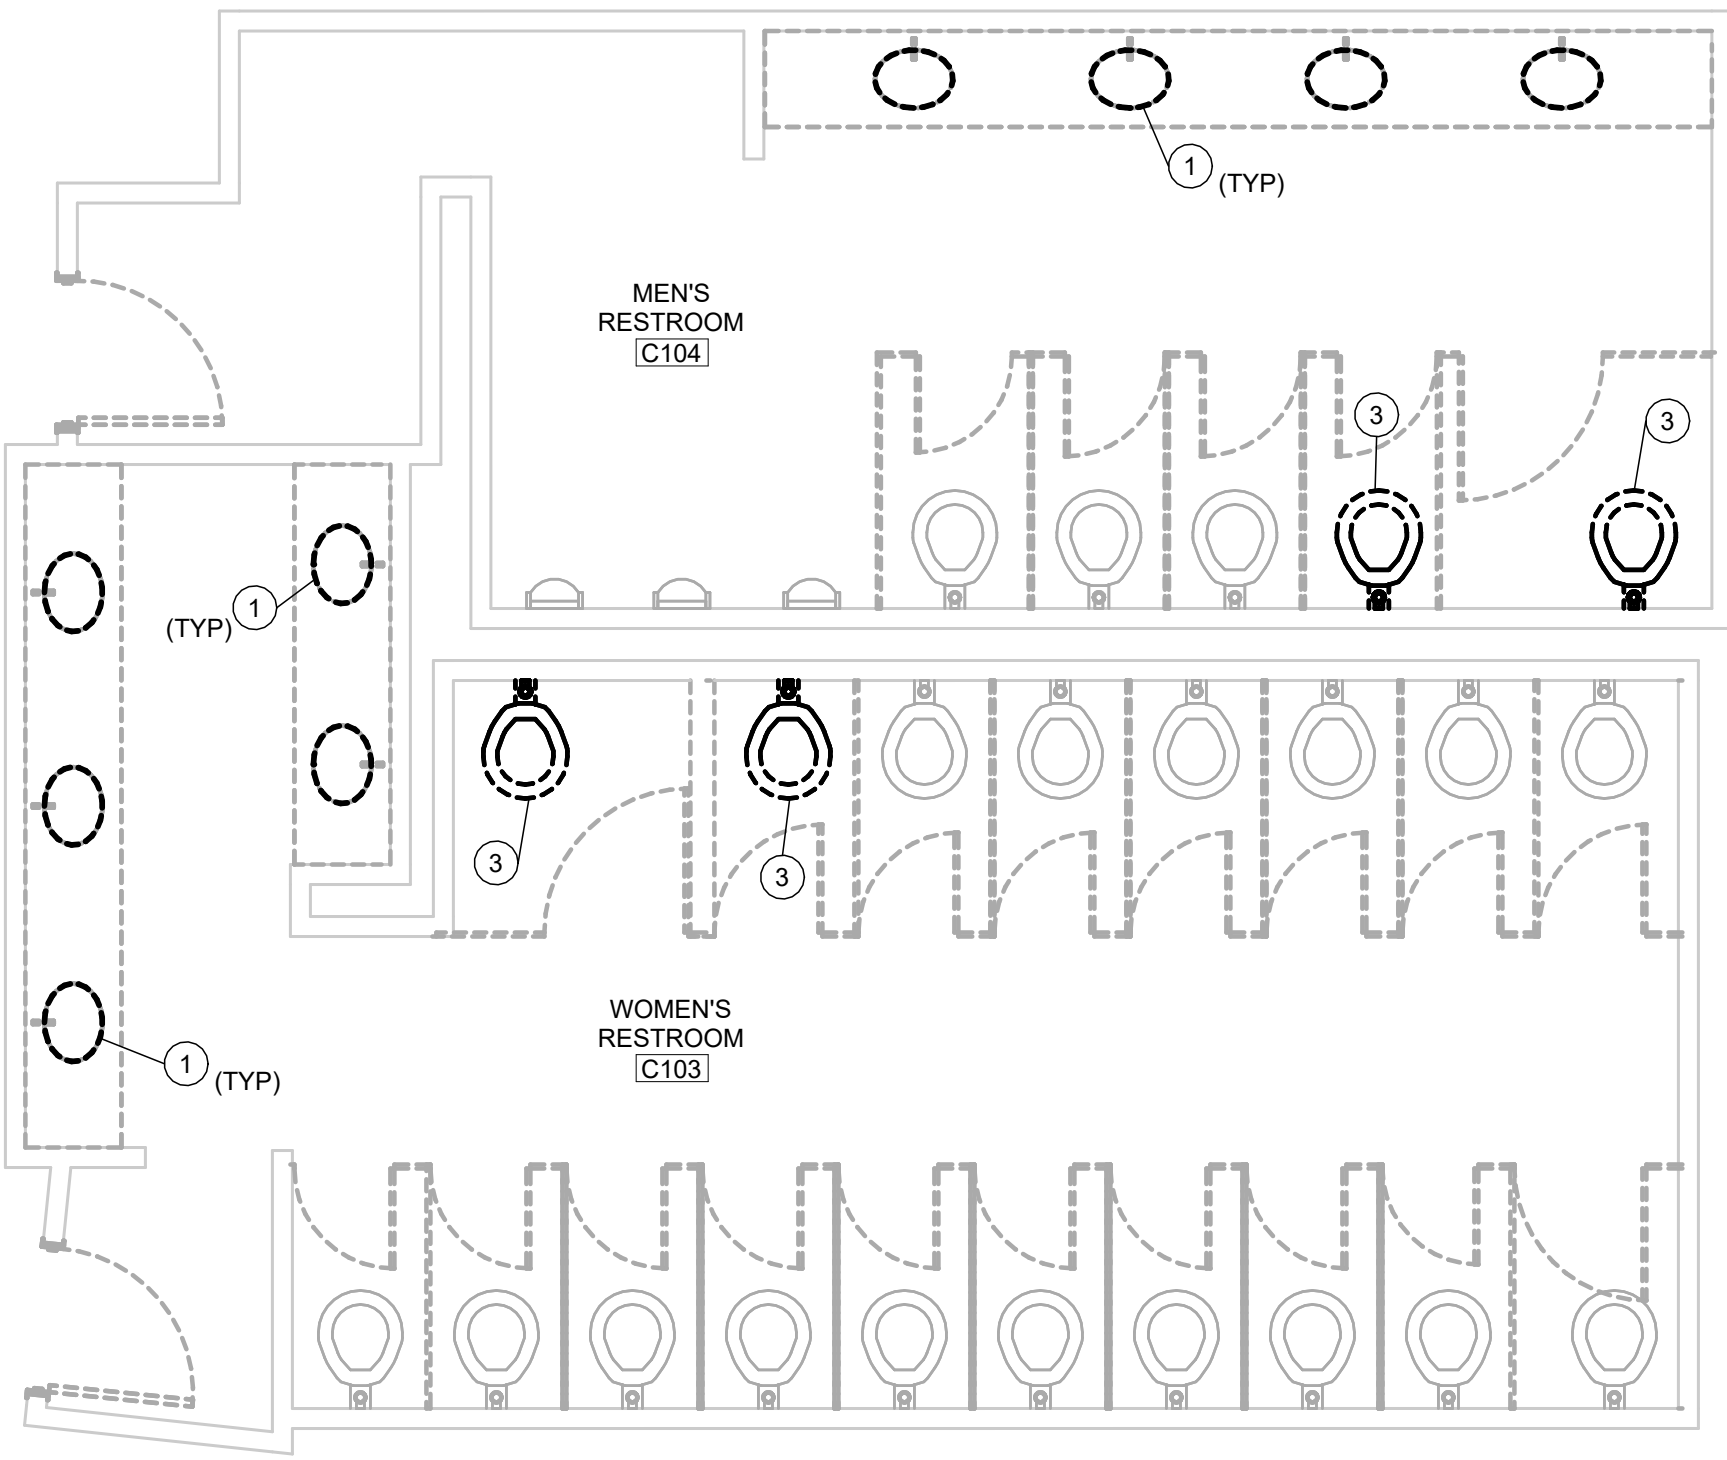 1
(TYP)
MEN'S
RESTROOM
C104
3
3
1
(TYP)
3
3
WOMEN'S
RESTROOM
C103
1
(TYP)